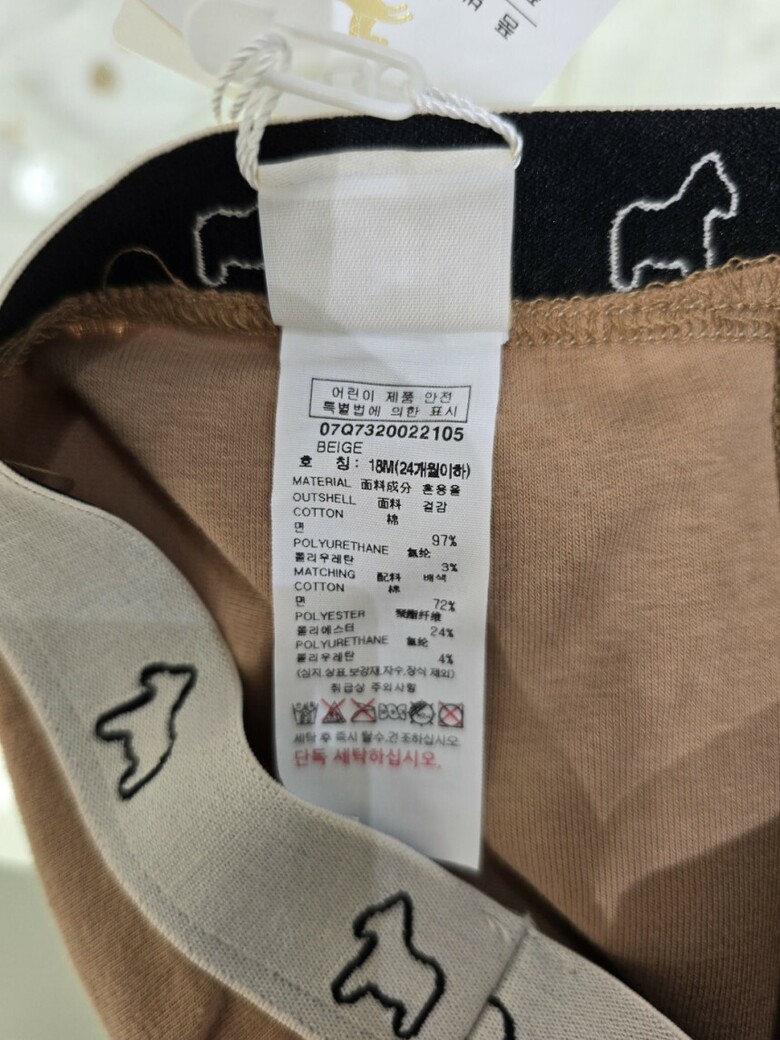 어린이 제품 안전
특별법에 의한 표시
07Q7320022105
BEIGE
호 칭: 18M(24개월이하)
MATERIAL 面料成分 혼용율
OUTSHELL 面料 겉감
COTTON 棉
면 97%
POLYURETHANE 氨纶
폴리우레탄 3%
MATCHING 配料 배색
COTTON 棉
면 72%
POLYESTER 聚酯纤维
폴리에스터 24%
POLYURETHANE 氨纶
폴리우레탄 4%
(심지,상표,보강재,자수,장식 제외)
취급상 주의사항
세탁 후 즉시 탈수,건조하십시오
단독 세탁하십시오.